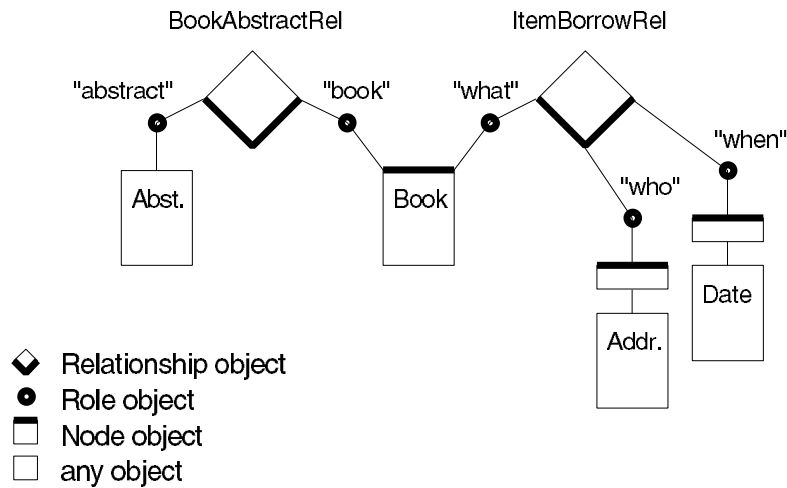 BookAbstractRel
ItemBorrowRel
"abstract"
"book"
"what"
"when"
"who"
Abst.
Book
Date
Addr.
Relationship object
Role object
Node object
any object